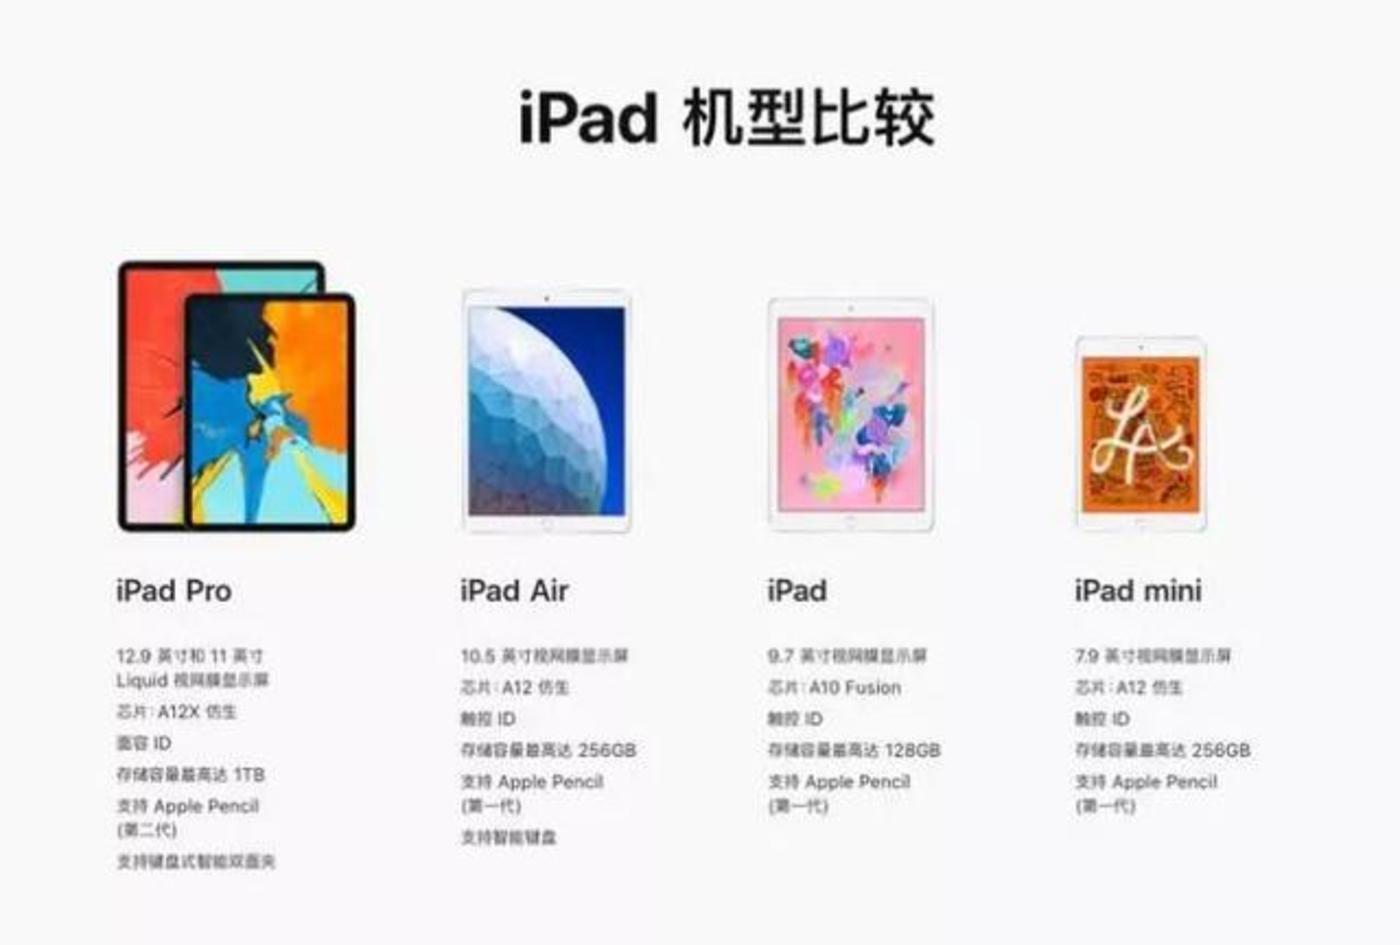 iPad 机型比较
iPad Pro
12.9 英寸和 11 英寸
Liquid 视网膜显示屏
芯片：A12X 仿生
面容 ID
存储容量最高达 1TB
支持 Apple Pencil
(第二代)
支持键盘式智能双面夹
iPad Air
10.5 英寸视网膜显示屏
芯片：A12 仿生
触控 ID
存储容量最高达 256GB
支持 Apple Pencil
(第一代)
支持智能键盘
iPad
9.7 英寸视网膜显示屏
芯片：A10 Fusion
触控 ID
存储容量最高达 128GB
支持 Apple Pencil
(第一代)
iPad mini
7.9 英寸视网膜显示屏
芯片：A12 仿生
触控 ID
存储容量最高达 256GB
支持 Apple Pencil
(第一代)